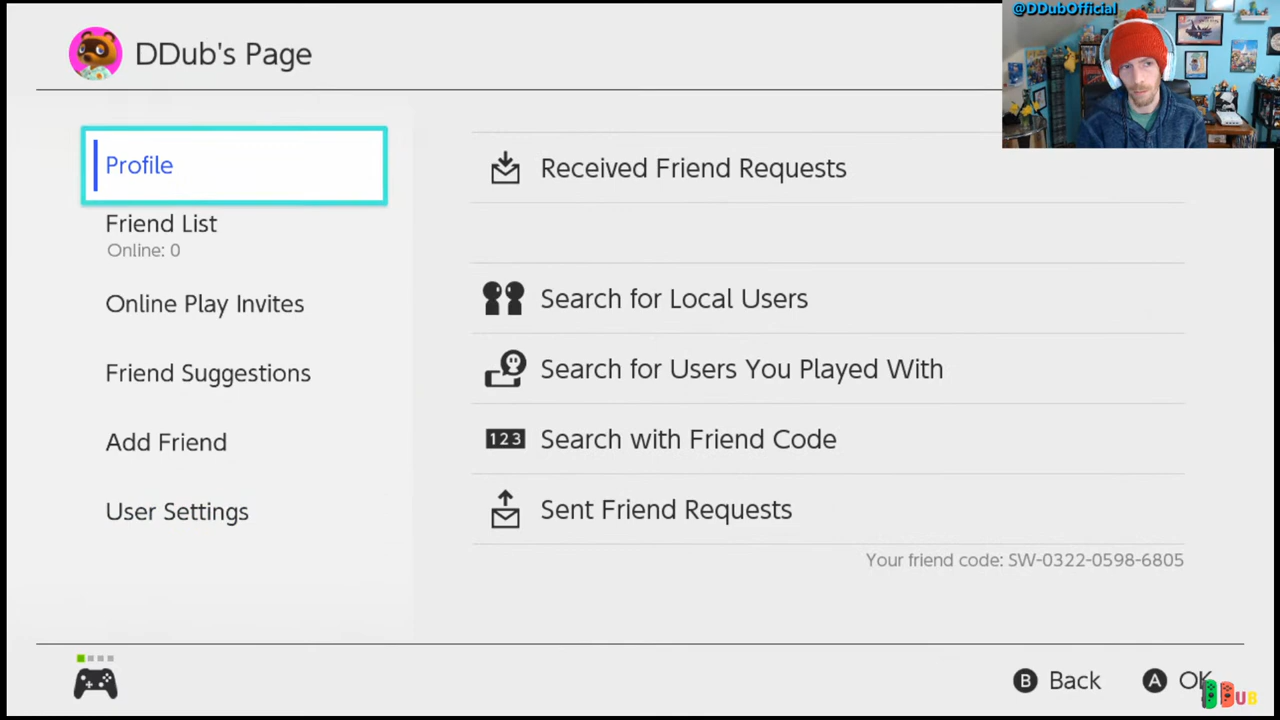 @DDubOfficial
DDub's Page
Profile
Friend List
Online: 0
Online Play Invites
Friend Suggestions
Add Friend
User Settings
Received Friend Requests
Search for Local Users
Search for Users You Played With
123 Search with Friend Code
Sent Friend Requests
Your friend code: SW-0322-0598-6805
B Back A OK
DDUB